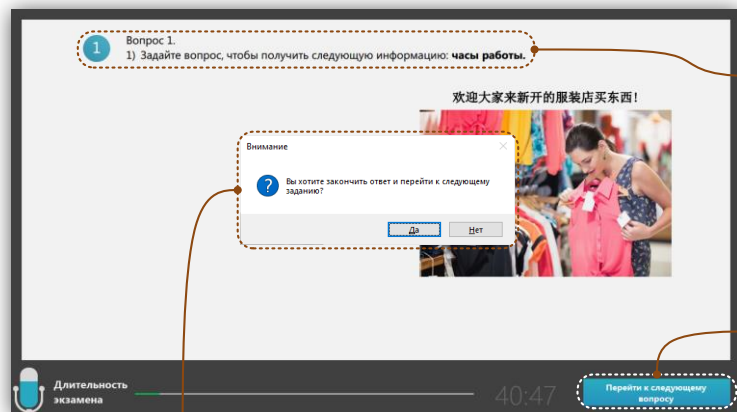 1
Вопрос 1.
1) Задайте вопрос, чтобы получить следующую информацию: часы работы.
欢迎大家来新开的服装店买东西!
Внимание
?
Вы хотите закончить ответ и перейти к следующему
заданию?
Да
Нет
Длительность
экзамена
40:47
Перейти к следующему
вопросу